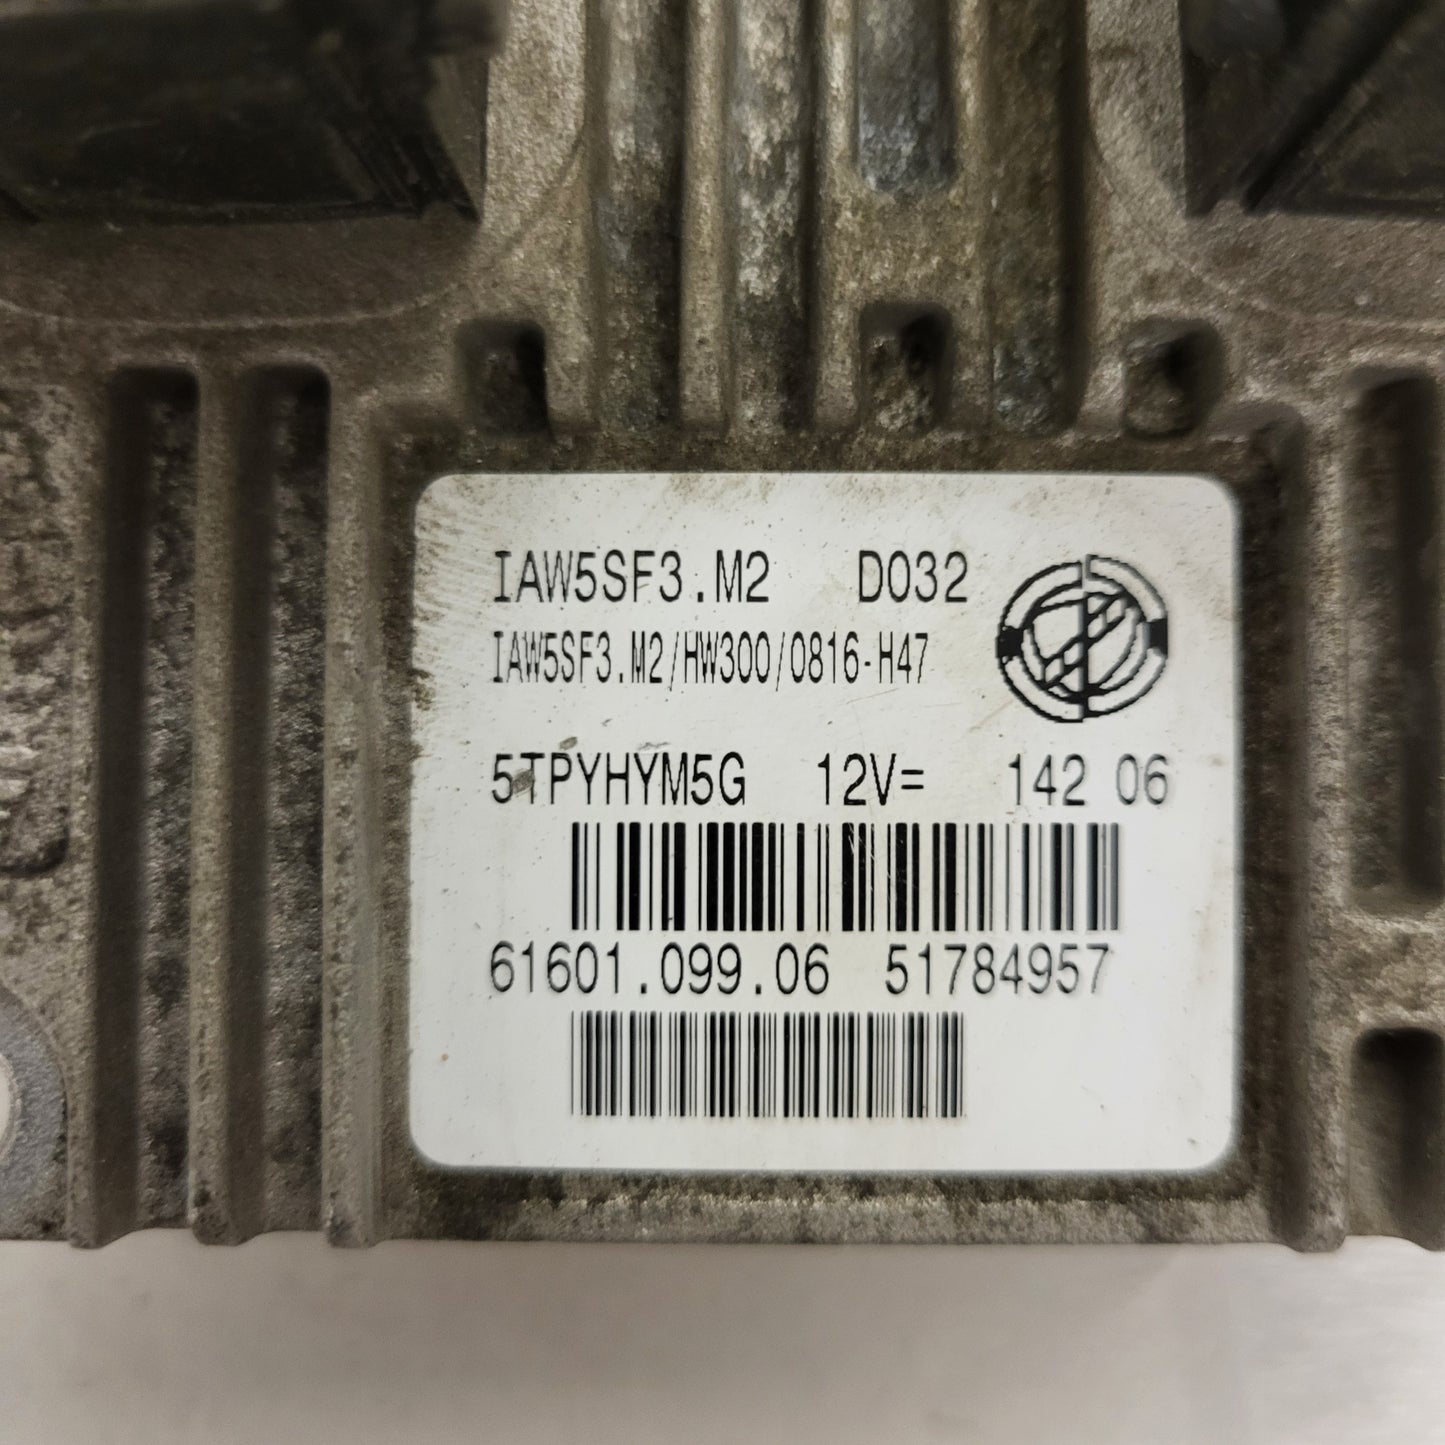 IAW5SF3.M2 D032
IAW5SF3.M2/HW300/0816-H47
5TPYHYM5G 12V= 142 06
61601.099.06 51784957